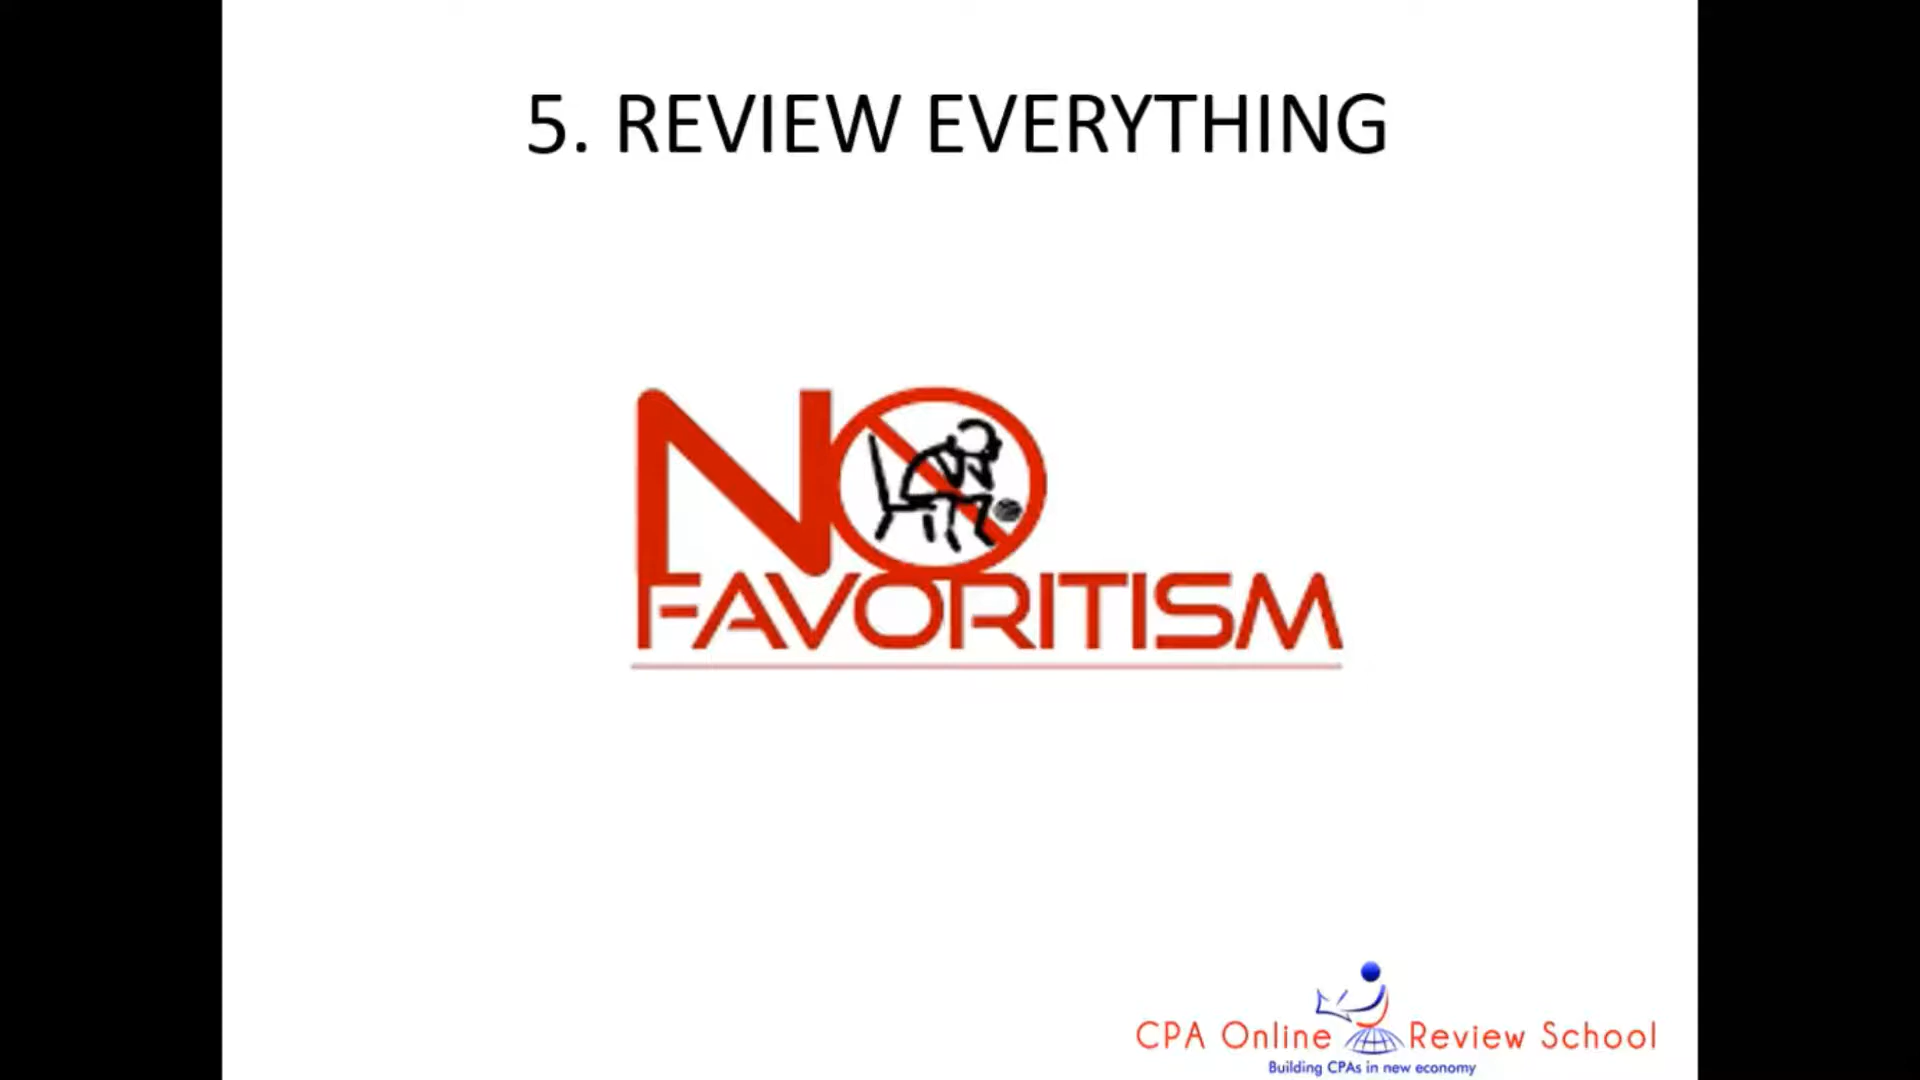 5. REVIEW EVERYTHING
NO
FAVORITISM
CPA Online Review School
Building CPAs in new economy